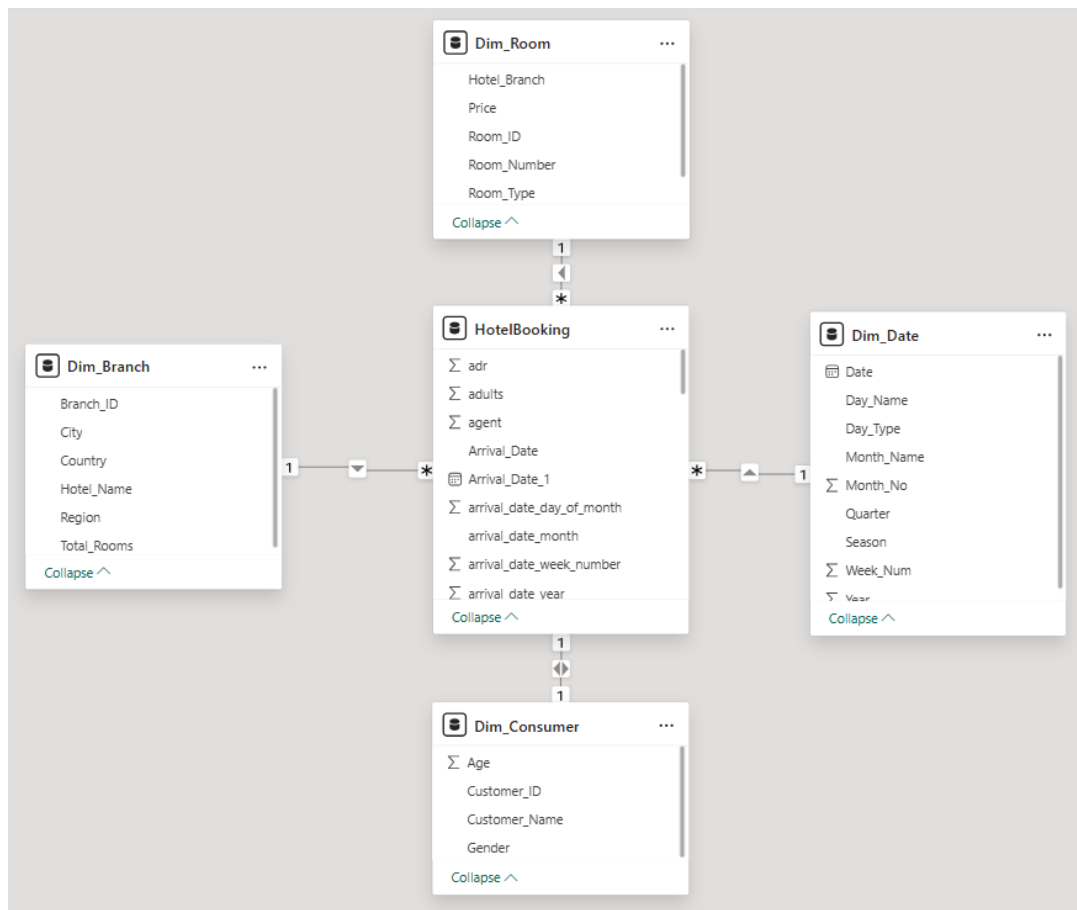 Dim_Room
Hotel_Branch
Price
Room_ID
Room_Number
Room_Type
Collapse
1
*
HotelBooking
adr
adults
agent
Arrival_Date
Arrival_Date_1
arrival_date_day_of_month
arrival_date_month
arrival_date_week_number
arrival_date_year
Collapse
Dim_Branch
Branch_ID
City
Country
Hotel_Name
Region
Total_Rooms
Collapse
1
*
*
1
Dim_Date
Date
Day_Name
Day_Type
Month_Name
Month_No
Quarter
Season
Week_Num
Year
Collapse
1
1
Dim_Consumer
Age
Customer_ID
Customer_Name
Gender
Collapse